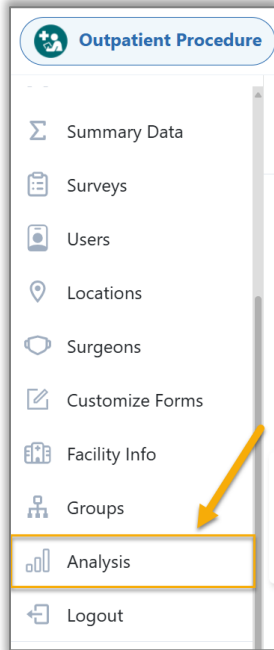 Outpatient Procedure
Summary Data
Surveys
Users
Locations
Surgeons
Customize Forms
Facility Info
Groups
Analysis
Logout